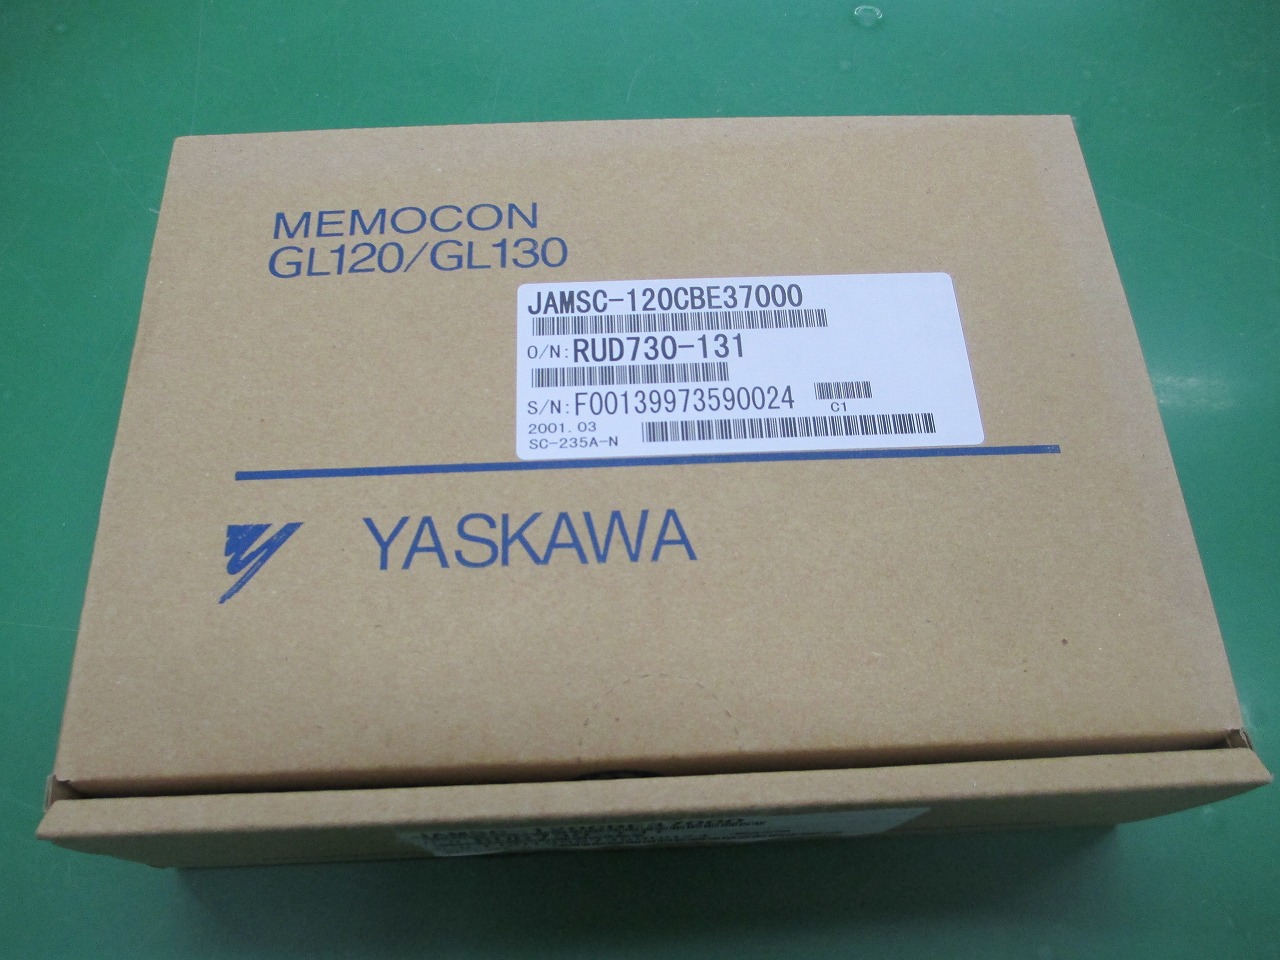 MEMOCON
GL120/GL130
JAMSC-120CBE37000
O/N:RUD730-131
S/N:F00139973590024
C1
2001.03
SC-235A-N
YASKAWA